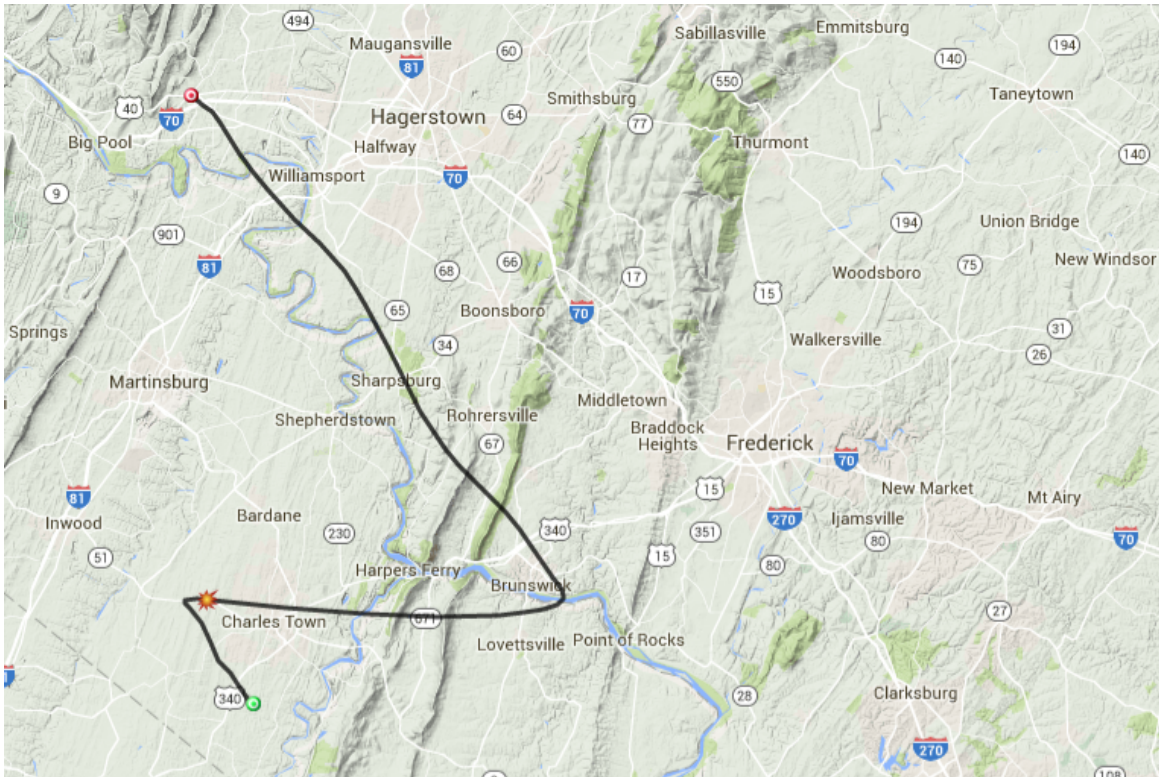 494
Sabillasville
Emmitsburg
Maugansville
60
194
81
550
140
Taneytown
40
Smithsburg
70
Hagerstown
64
77
Big Pool
Halfway
Thurmont
140
Williamsport
70
9
194
Union Bridge
901
New Windsor
81
68
66
17
75
Woodsboro
15
65
Boonsboro
70
Springs
34
Walkersville
31
26
Martinsburg
Sharpsburg
Middletown
Shepherdstown
Rohrersville
Braddock
Heights
Frederick
67
70
15
New Market
Mt Airy
81
Inwood
Bardane
270
Ijamsville
230
340
351
80
70
51
15
80
Harpers Ferry
Brunswick
27
Charles Town
671
Lovettsville
Point of Rocks
340
28
Clarksburg
270
108